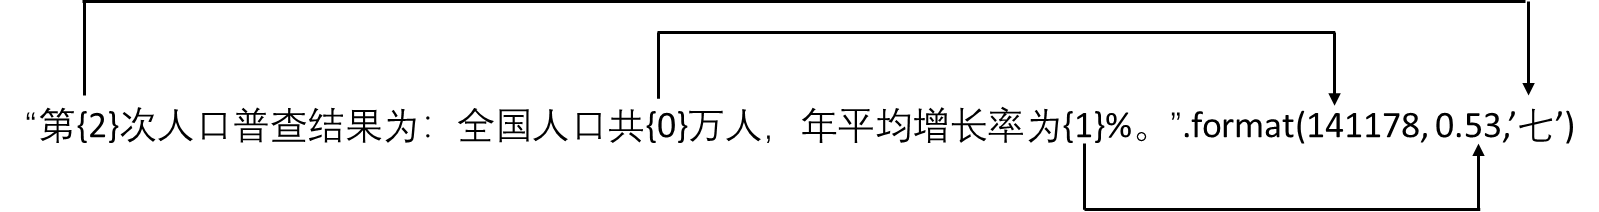 “第{2}次人口普查结果为：全国人口共{0}万人，年平均增长率为{1}%。”.format(141178, 0.53,’七’)